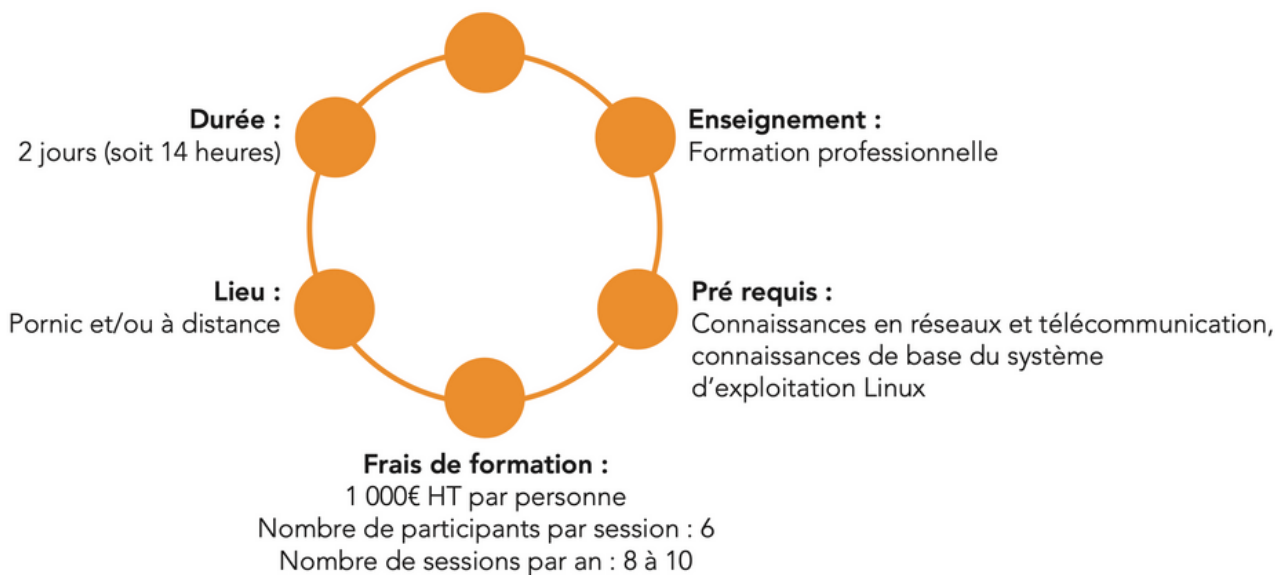 Durée :
2 jours (soit 14 heures)
Enseignement :
Formation professionnelle
Lieu :
Pornic et/ou à distance
Pré requis :
Connaissances en réseaux et télécommunication,
connaissances de base du système
d’exploitation Linux
Frais de formation :
1 000€ HT par personne
Nombre de participants par session : 6
Nombre de sessions par an : 8 à 10